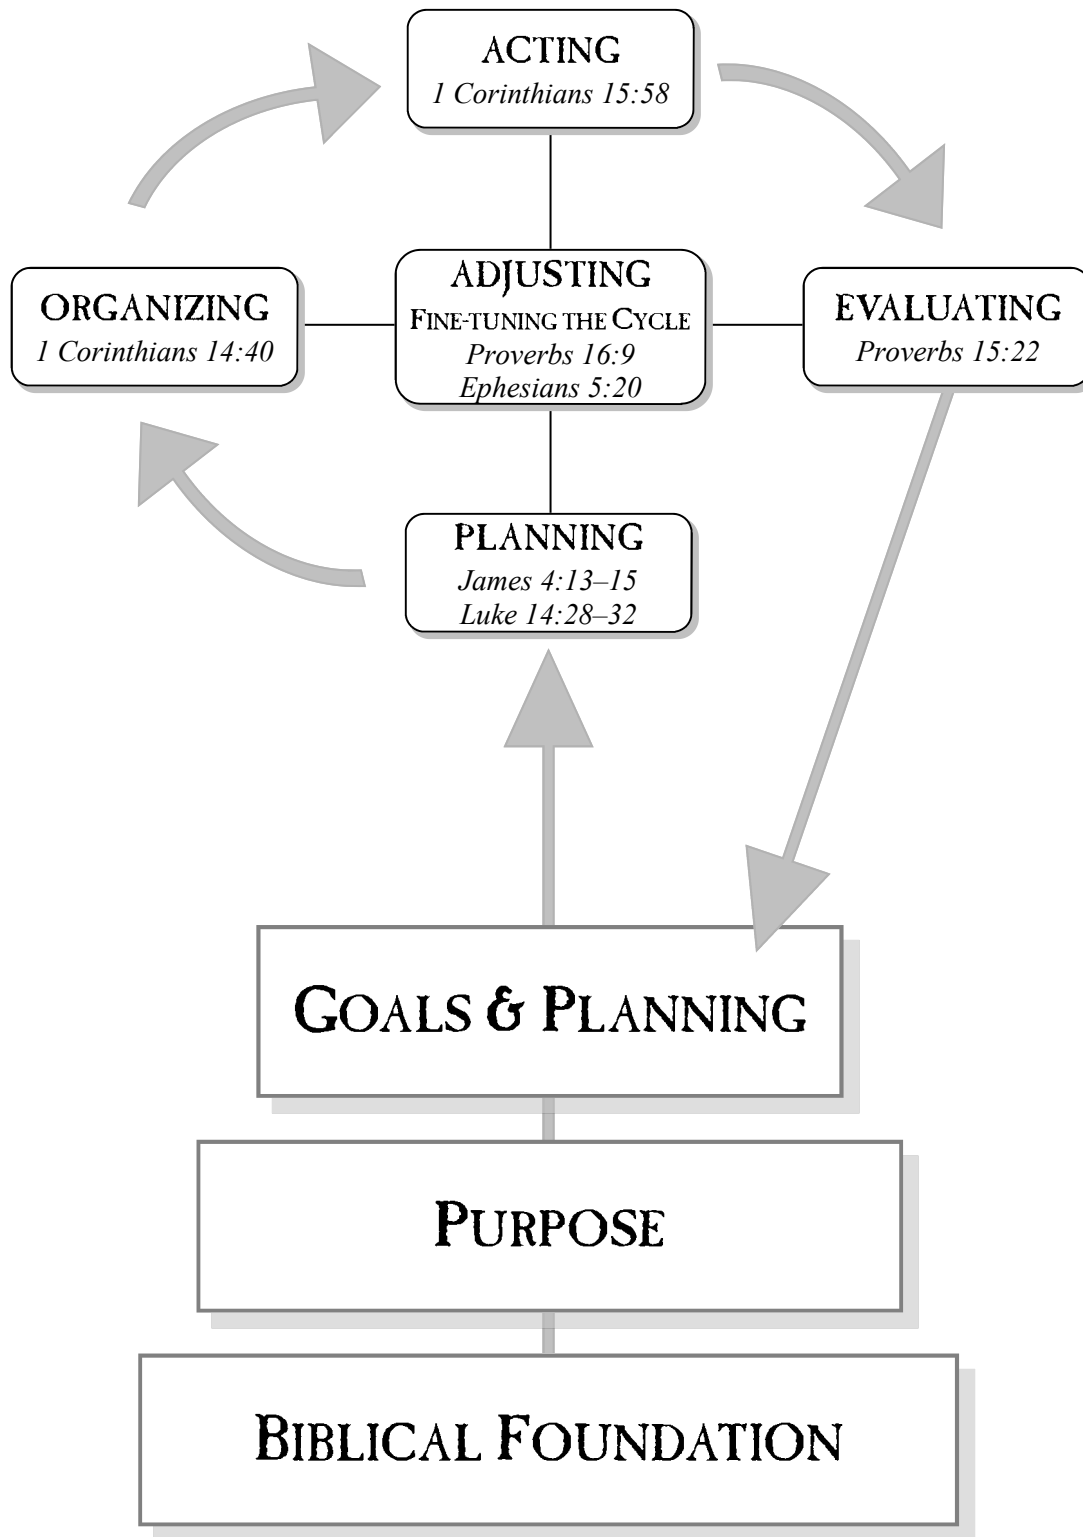 ACTING
1 Corinthians 15:58
ADJUSTING
FINE-TUNING THE CYCLE
Proverbs 16:9
Ephesians 5:20
ORGANIZING
1 Corinthians 14:40
EVALUATING
Proverbs 15:22
PLANNING
James 4:13–15
Luke 14:28–32
GOALS & PLANNING
PURPOSE
BIBLICAL FOUNDATION